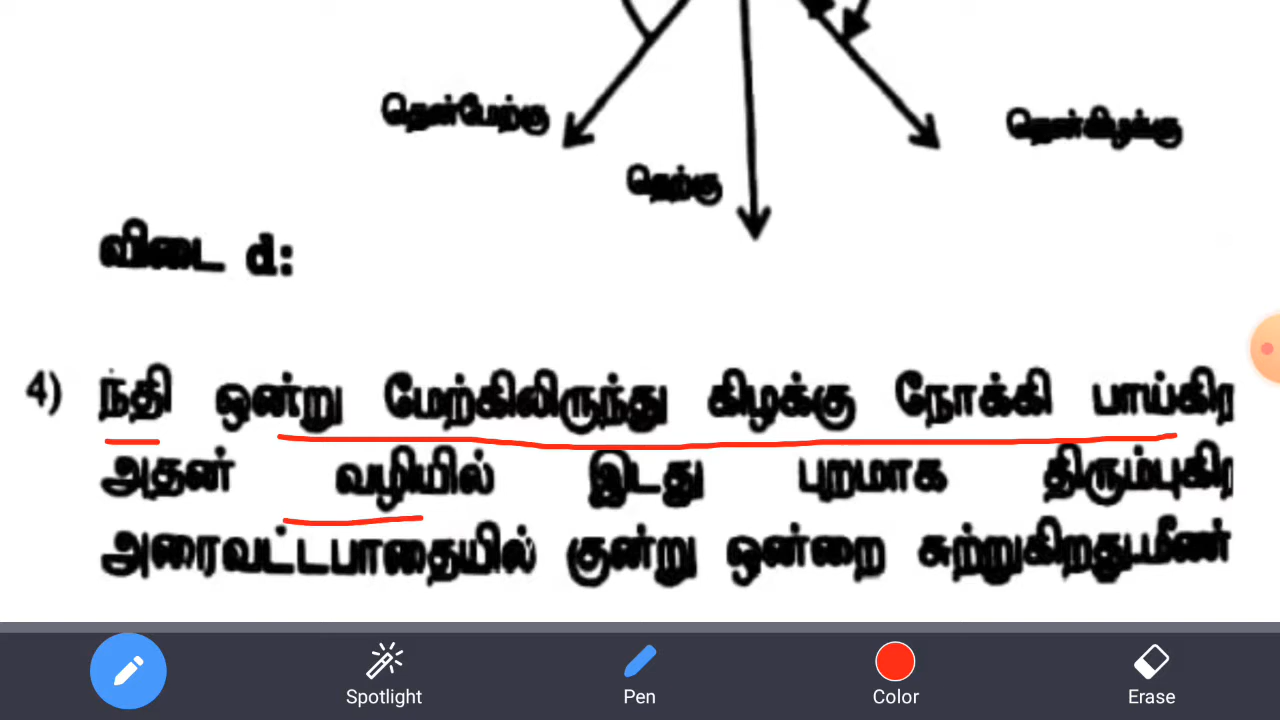 தென்மேற்கு
தென்கிழக்கு
தெற்கு
விடை d:
4) நதி ஒன்று மேற்கிலிருந்து கிழக்கு நோக்கி பாய்கிற
அதன் வழியில் இடது புறமாக திரும்புகிற
அரைவட்டபாதையில் குன்று ஒன்றை சுற்றுகிறது.மீண்
Spotlight
Pen
Color
Erase